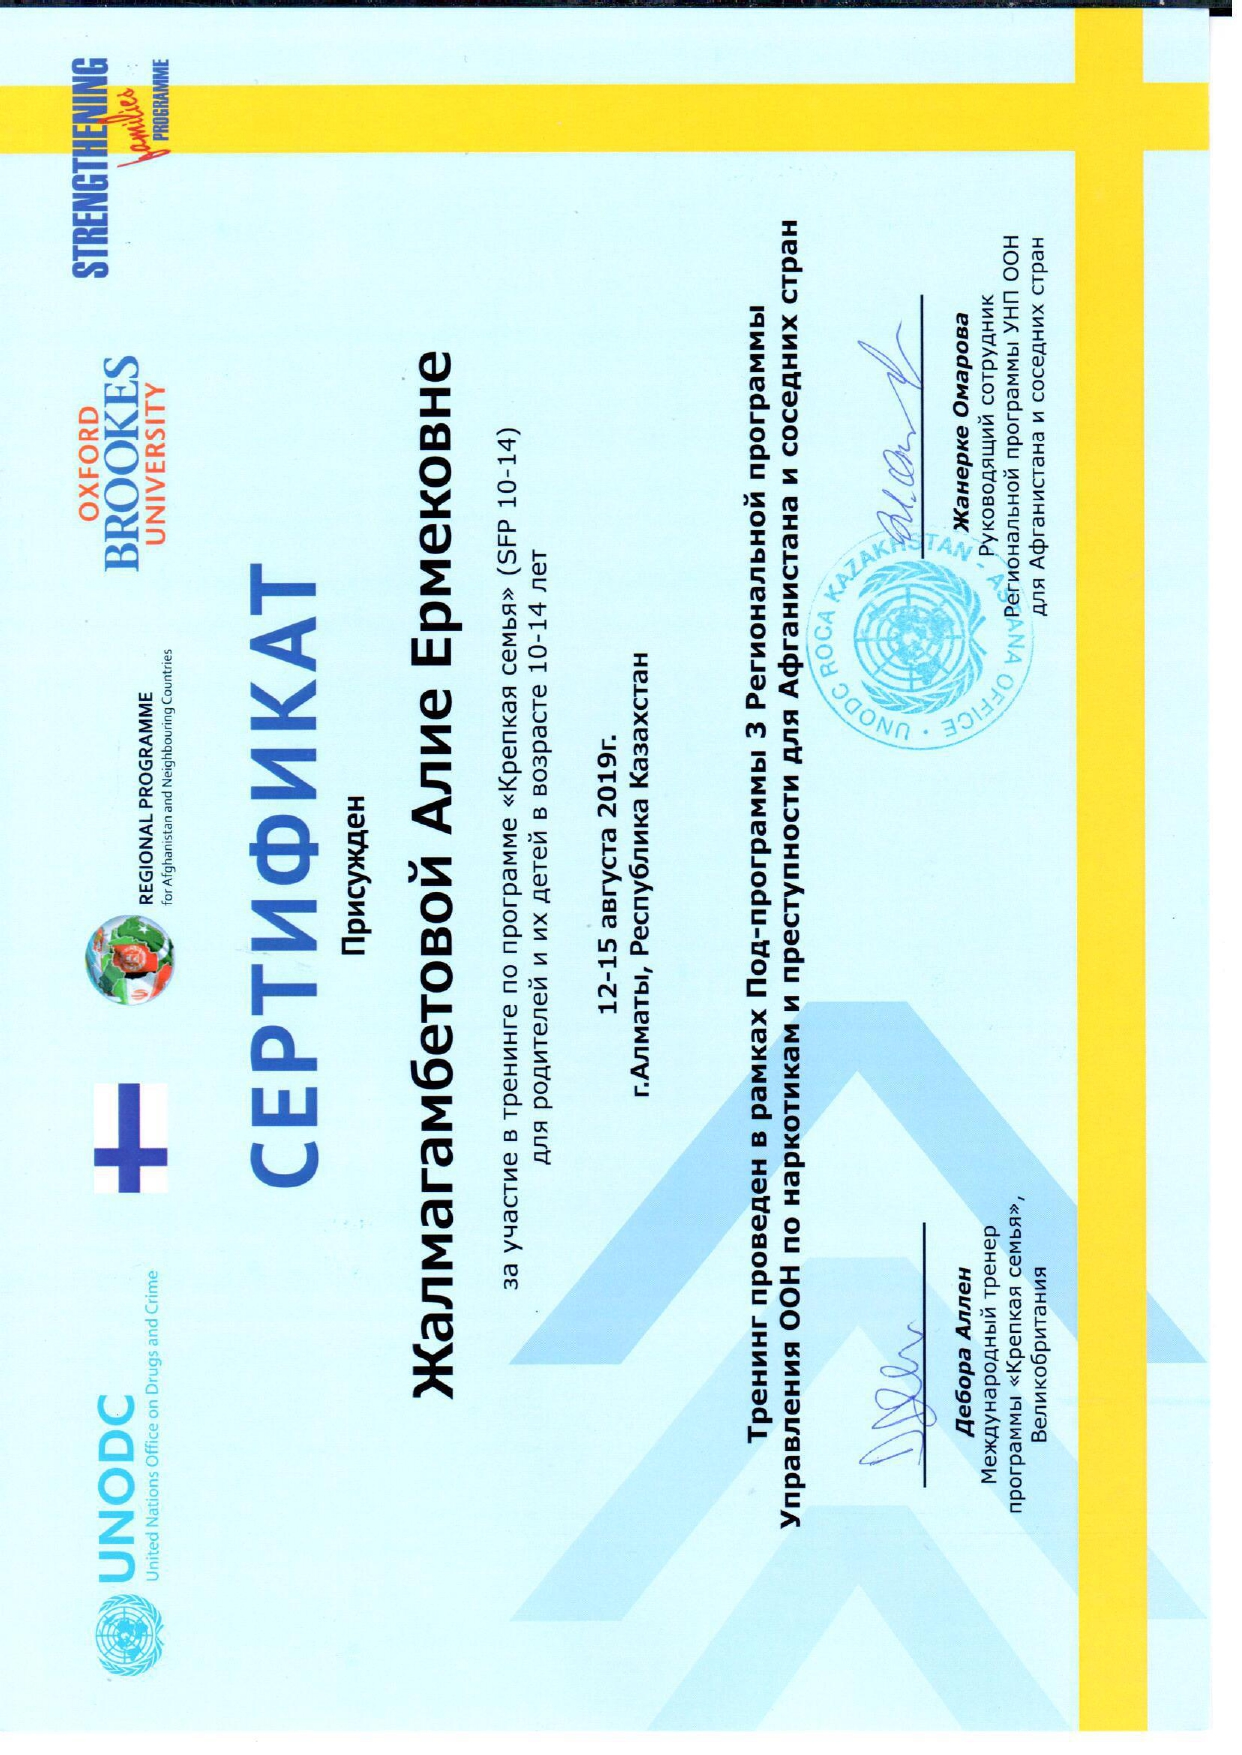 UNODC
United Nations Office on Drugs and Crime
REGIONAL PROGRAMME
for Afghanistan and Neighbouring Countries
OXFORD
BROOKES
UNIVERSITY
STRENGTHENING
families
PROGRAMME
СЕРТИФИКАТ
Присужден
Жалмагамбетовой Алие Ермековне
за участие в тренинге по программе «Крепкая семья» (SFP 10-14)
для родителей и их детей в возрасте 10-14 лет
12-15 августа 2019г.
г.Алматы, Республика Казахстан
Тренинг проведен в рамках Под-программы 3 Региональной программы
Управления ООН по наркотикам и преступности для Афганистана и соседних стран
UNODC ROCA KAZAKHSTAN, ASTANA OFFICE
Дебора Аллен
Международный тренер
программы «Крепкая семья»,
Великобритания
Жанерке Омарова
Руководящий сотрудник
Региональной программы УНП ООН
для Афганистана и соседних стран